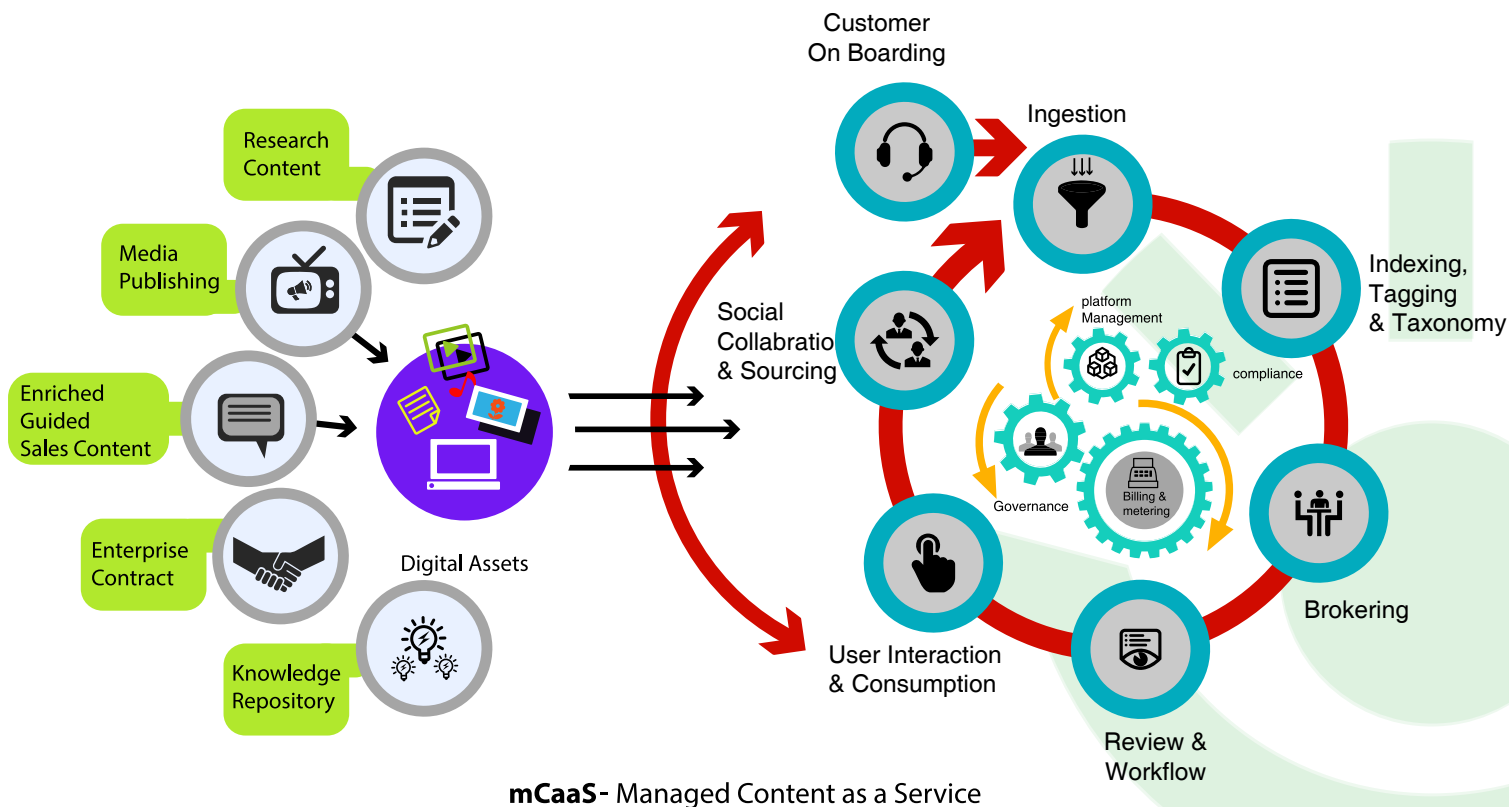 Customer
On Boarding
Ingestion
Research
Content
Media
Publishing
Indexing,
Tagging
& Taxonomy
Social
Collabratio
& Sourcing
platform
Management
compliance
Enriched
Guided
Sales Content
Governance
Billing &
metering
Enterprise
Contract
Digital Assets
Brokering
User Interaction
& Consumption
Knowledge
Repository
Review &
Workflow
mCaaS- Managed Content as a Service